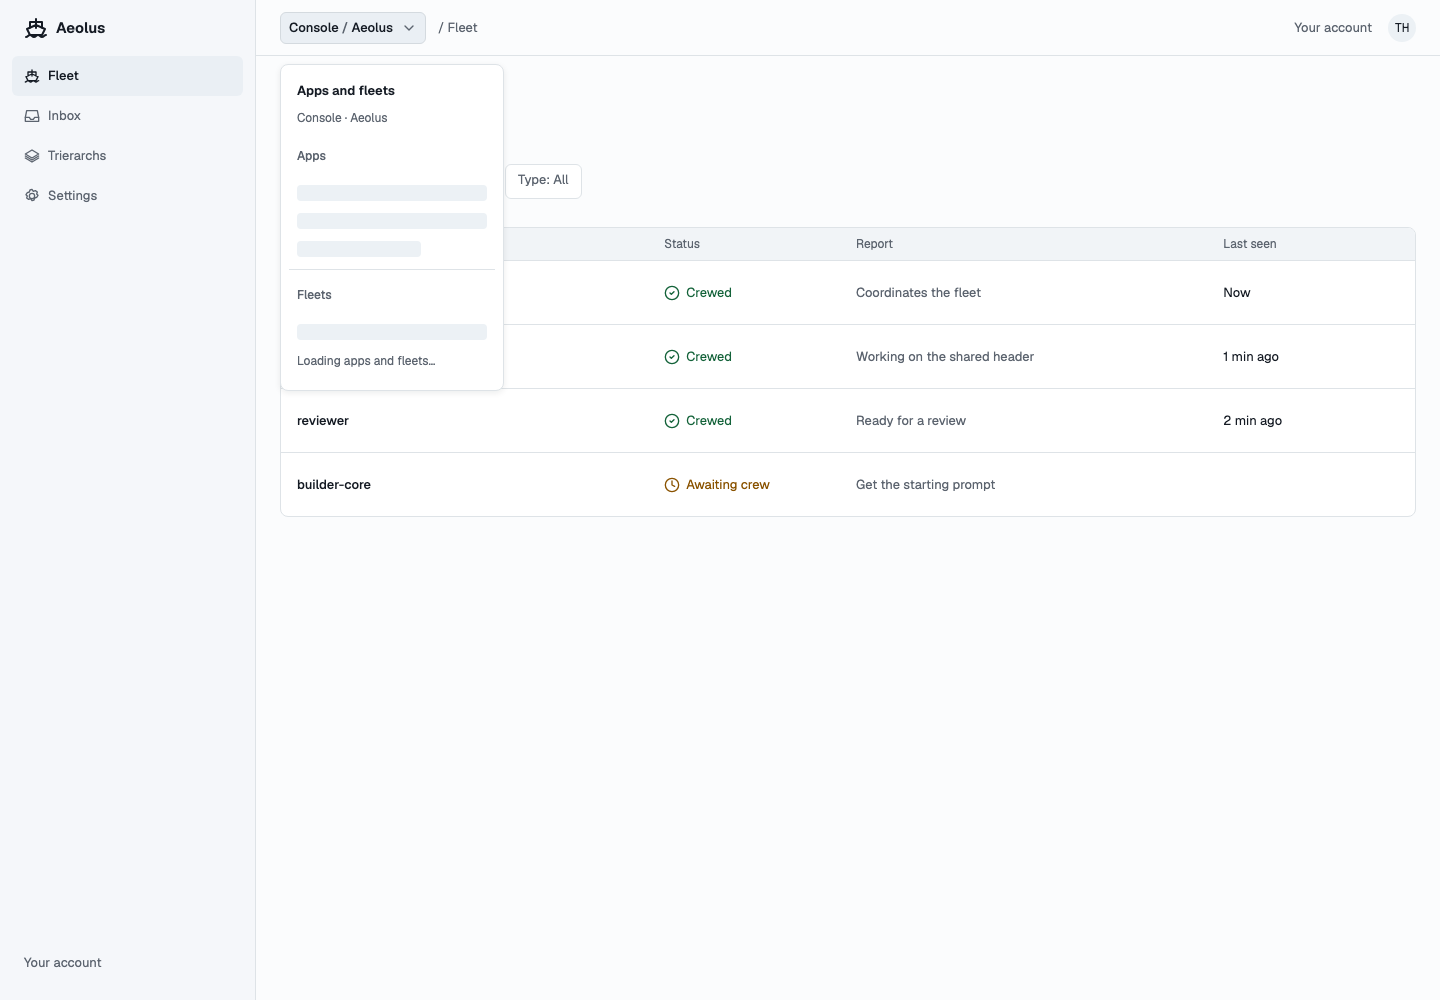 Aeolus
Fleet
Inbox
Trierarchs
Settings
Your account
Console / Aeolus
/ Fleet
Your account
TH
Apps and fleets
Console · Aeolus
Apps
Fleets
Loading apps and fleets…
Type: All
Status
Report
Last seen
Crewed
Coordinates the fleet
Now
Crewed
Working on the shared header
1 min ago
reviewer
Crewed
Ready for a review
2 min ago
builder-core
Awaiting crew
Get the starting prompt